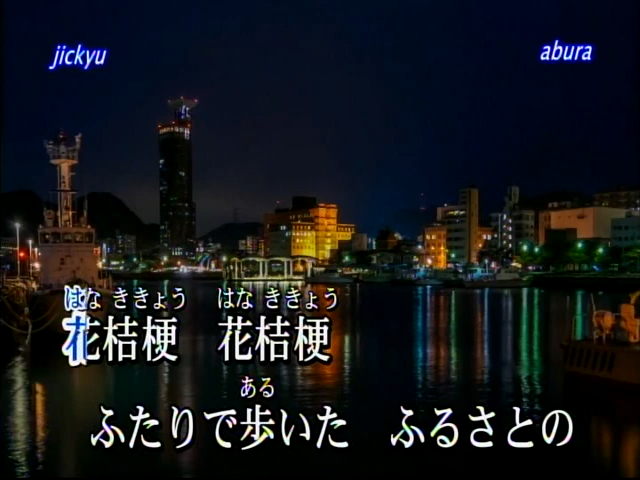 jickyu
abura
はな ききょう はな ききょう
花桔梗 花桔梗
ある
ふたりで歩いた ふるさとの